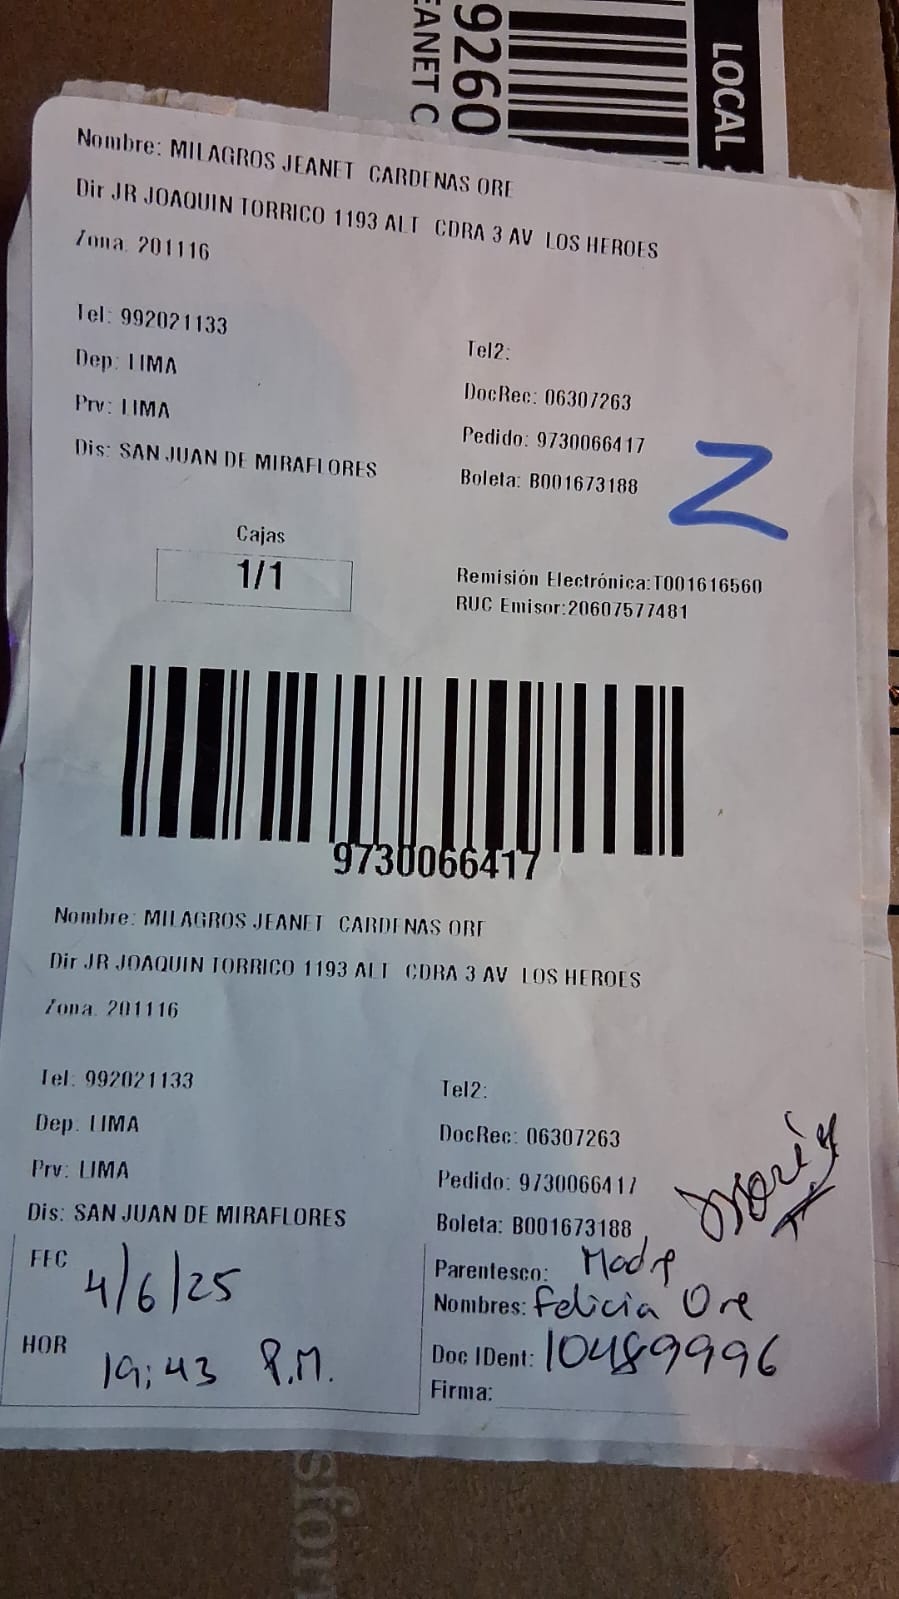 LOCAL
9260
EANET C
Nombre: MILAGROS JEANET CARDENAS ORE
Dir JR JOAQUIN TORRICO 1193 ALT CDRA 3 AV LOS HEROES
Zona. 201116
Tel: 992021133
Tel2:
Dep: LIMA
DocRec: 06307263
Prv: LIMA
Pedido: 9730066417
Dis: SAN JUAN DE MIRAFLORES
Boleta: B001673188
Z
Cajas
1/1
Remisión Electrónica:T001616560
RUC Emisor:20607577481
9730066417
Nombre: MILAGROS JEANET CARDENAS ORE
Dir JR JOAQUIN TORRICO 1193 ALT CDRA 3 AV LOS HEROES
Zona. 201116
Tel: 992021133
Tel2:
Dep. LIMA
DocRec: 06307263
Prv: LIMA
Pedido: 9730066417
Dis: SAN JUAN DE MIRAFLORES
Boleta: B001673188
FEC 4/6/25
Parentesco: Madre
Nombres: Felicia Ore
HOR 19:43 P.M.
Doc IDent: 10489996
Firma:
sfor